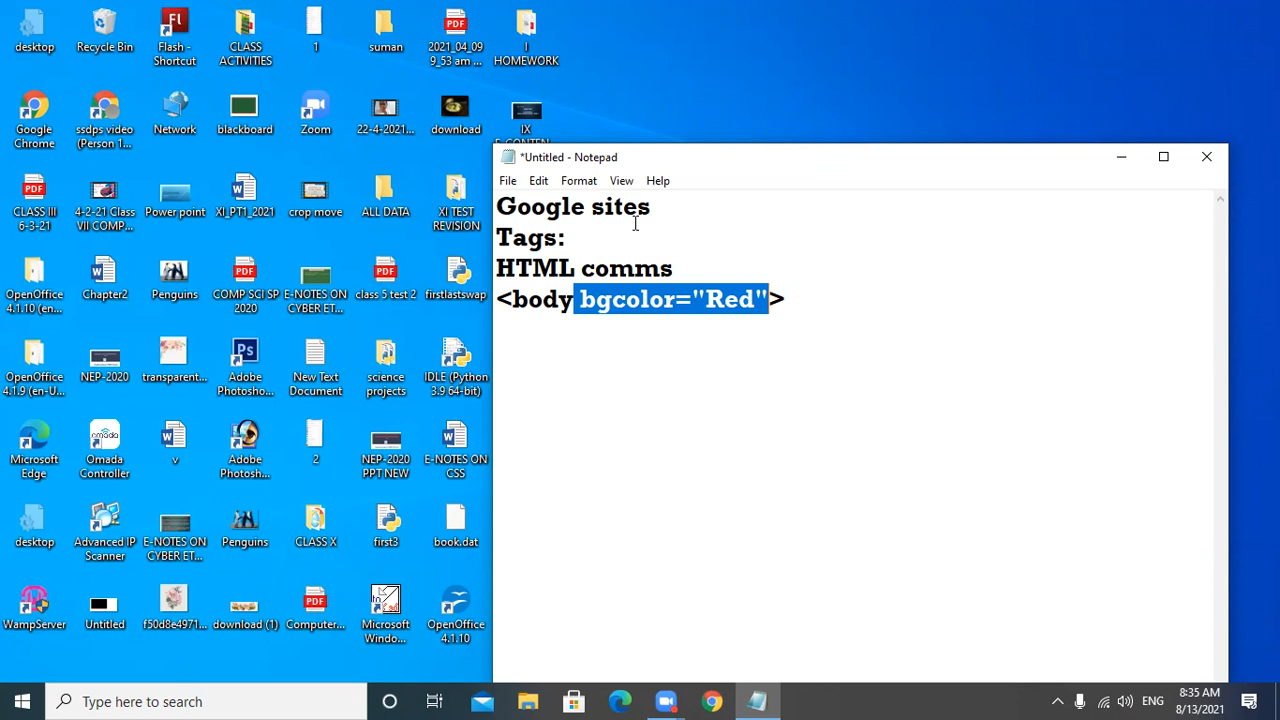 desktop
Recycle Bin
Flash -
Shortcut
CLASS
ACTIVITIES
1
suman
2021_04_09
9_53 am ...
I
HOMEWORK
Google
Chrome
ssdps video
(Person 1...
Network
blackboard
Zoom
22-4-2021...
download
IX
E-CONTEN...
*Untitled - Notepad
File Edit Format View Help
Google sites
Tags:
HTML comms
<body bgcolor="Red">
CLASS III
6-3-21
4-2-21 Class
VII COMP...
Power point
XI_PT1_2021
crop move
ALL DATA
XI TEST
REVISION
OpenOffice
4.1.10 (en...
Chapter2
Penguins
COMP SCI SP
2020
E-NOTES ON
CYBER ET...
class 5 test 2
firstlastswap
OpenOffice
4.1.9 (en-U...
NEP-2020
transparent...
Adobe
Photosho...
New Text
Document
science
projects
IDLE (Python
3.9 64-bit)
Microsoft
Edge
Omada
Controller
v
Adobe
Photosh...
2
NEP-2020
PPT NEW
E-NOTES ON
CSS
desktop
Advanced IP
Scanner
E-NOTES ON
CYBER ET...
Penguins
CLASS X
first3
book.dat
WampServer
Untitled
f50d8e4971...
download (1)
Computer...
Microsoft
Windo...
OpenOffice
4.1.10
Type here to search
ENG
8:35 AM
8/13/2021